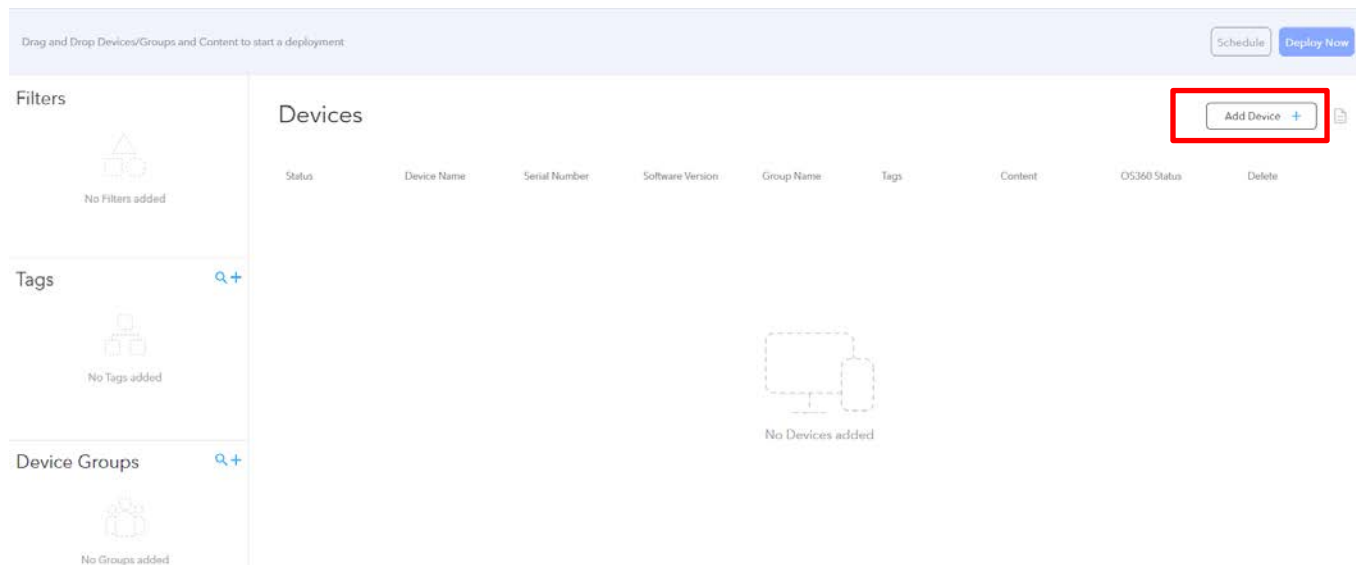 Drag and Drop Devices/Groups and Content to start a deployment
Schedule
Deploy Now
Filters
No Filters added
Tags
No Tags added
Device Groups
No Groups added
Devices
Add Device +
Status Device Name Serial Number Software Version Group Name Tags Content OS360 Status Delete
No Devices added